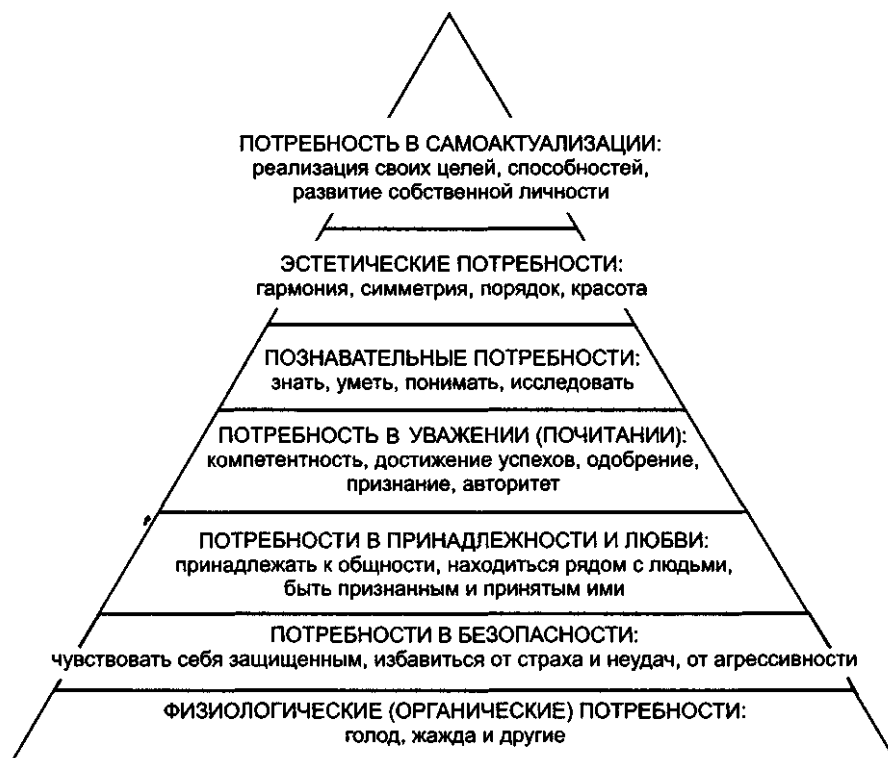 ПОТРЕБНОСТЬ В САМОАКТУАЛИЗАЦИИ:
реализация своих целей, способностей,
развитие собственной личности
ЭСТЕТИЧЕСКИЕ ПОТРЕБНОСТИ:
гармония, симметрия, порядок, красота
ПОЗНАВАТЕЛЬНЫЕ ПОТРЕБНОСТИ:
знать, уметь, понимать, исследовать
ПОТРЕБНОСТЬ В УВАЖЕНИИ (ПОЧИТАНИИ):
компетентность, достижение успехов, одобрение,
признание, авторитет
ПОТРЕБНОСТИ В ПРИНАДЛЕЖНОСТИ И ЛЮБВИ:
принадлежать к общности, находиться рядом с людьми,
быть признанным и принятым ими
ПОТРЕБНОСТИ В БЕЗОПАСНОСТИ:
чувствовать себя защищенным, избавиться от страха и неудач, от агрессивности
ФИЗИОЛОГИЧЕСКИЕ (ОРГАНИЧЕСКИЕ) ПОТРЕБНОСТИ:
голод, жажда и другие